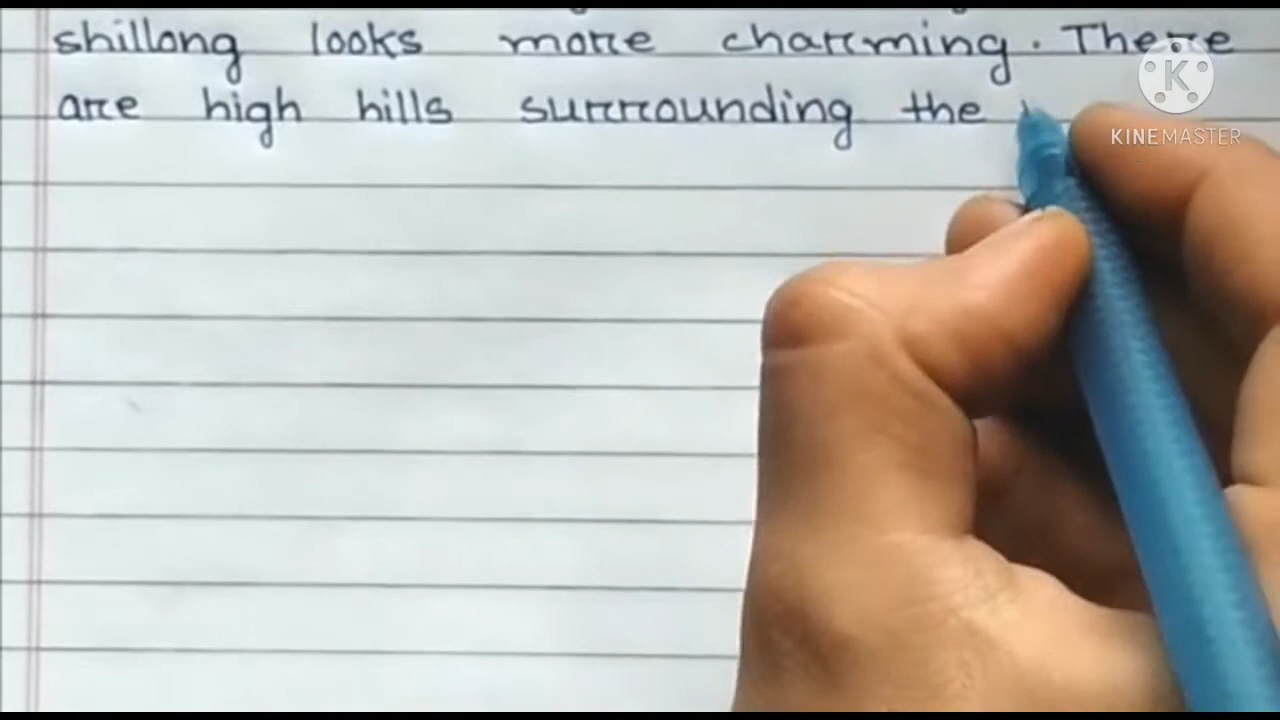 shillong looks more charming. There
are high hills surrounding the
K
KINEMASTER